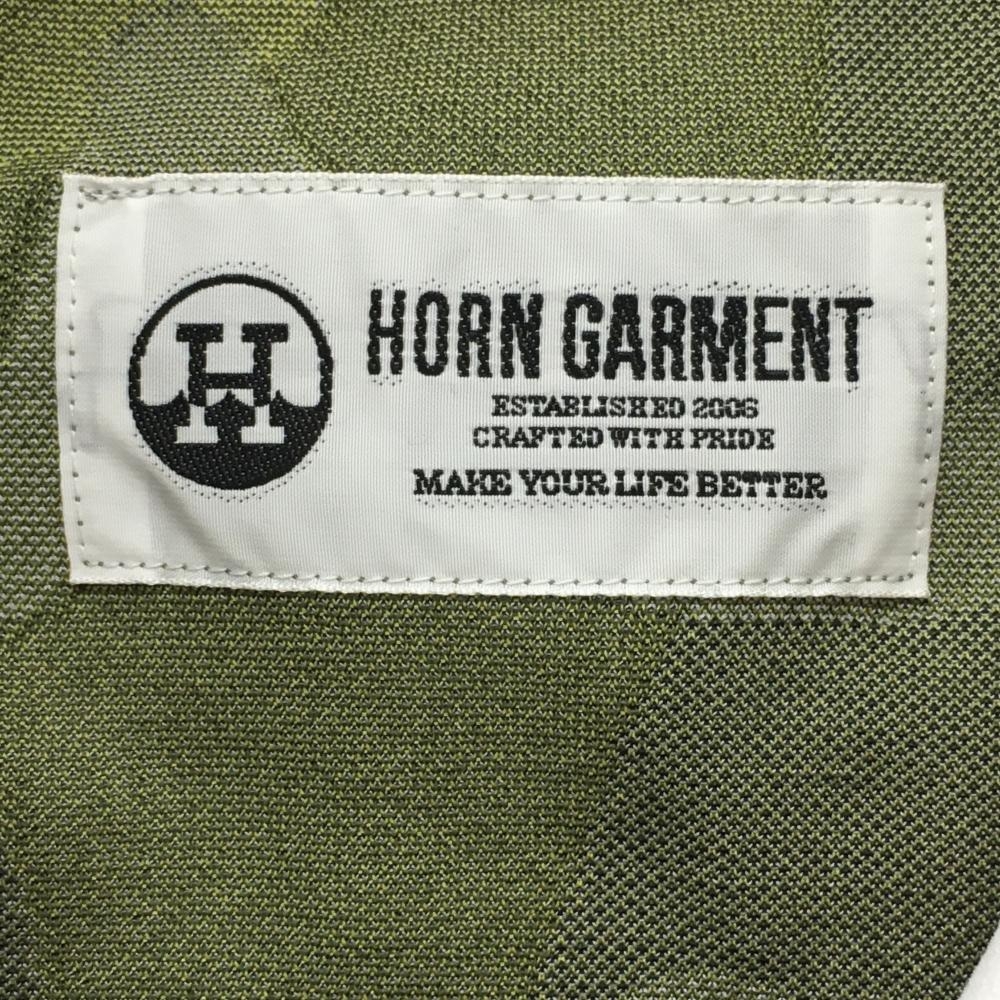 H
HORN GARMENT
ESTABLISHED 2006
CRAFTED WITH PRIDE
MAKE YOUR LIFE BETTER